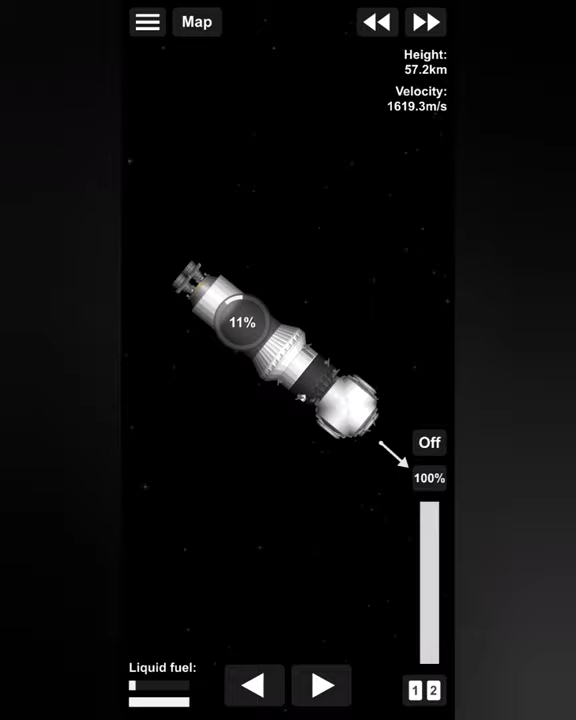 Map
Height:
57.2km
Velocity:
1619.3m/s
11%
Off
100%
Liquid fuel:
1 2